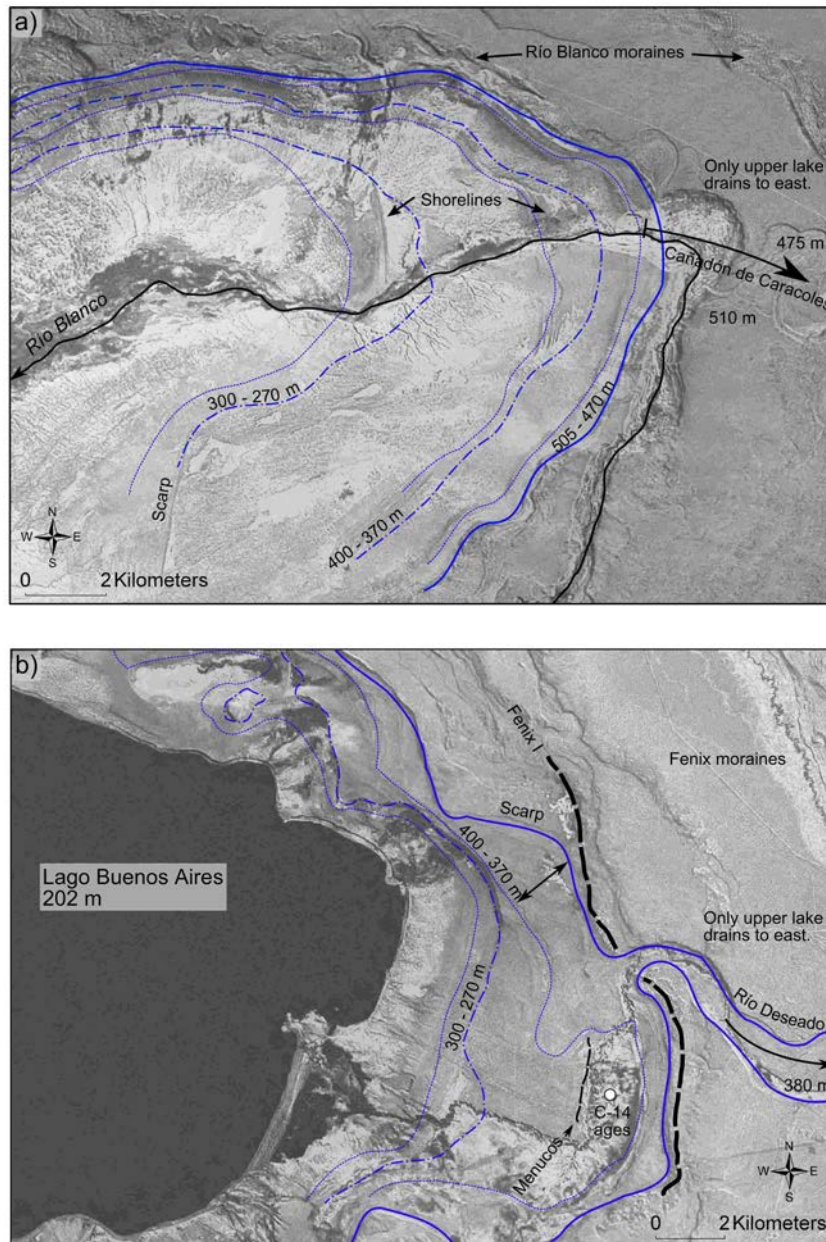 a)
Río Blanco moraines
Only upper lake
drains to east.
Shorelines
475 m
Cañadón de Caracoles
510 m
Río Blanco
300 - 270 m
505 - 470 m
Scarp
400 - 370 m
N
W E
S
0 2 Kilometers
b)
Fenix I
Fenix moraines
Scarp
400 - 370 m
Lago Buenos Aires
202 m
Only upper lake
drains to east.
Río Deseado
300 - 270 m
380 m
C-14
ages
Menucos
N
W E
S
0 2 Kilometers